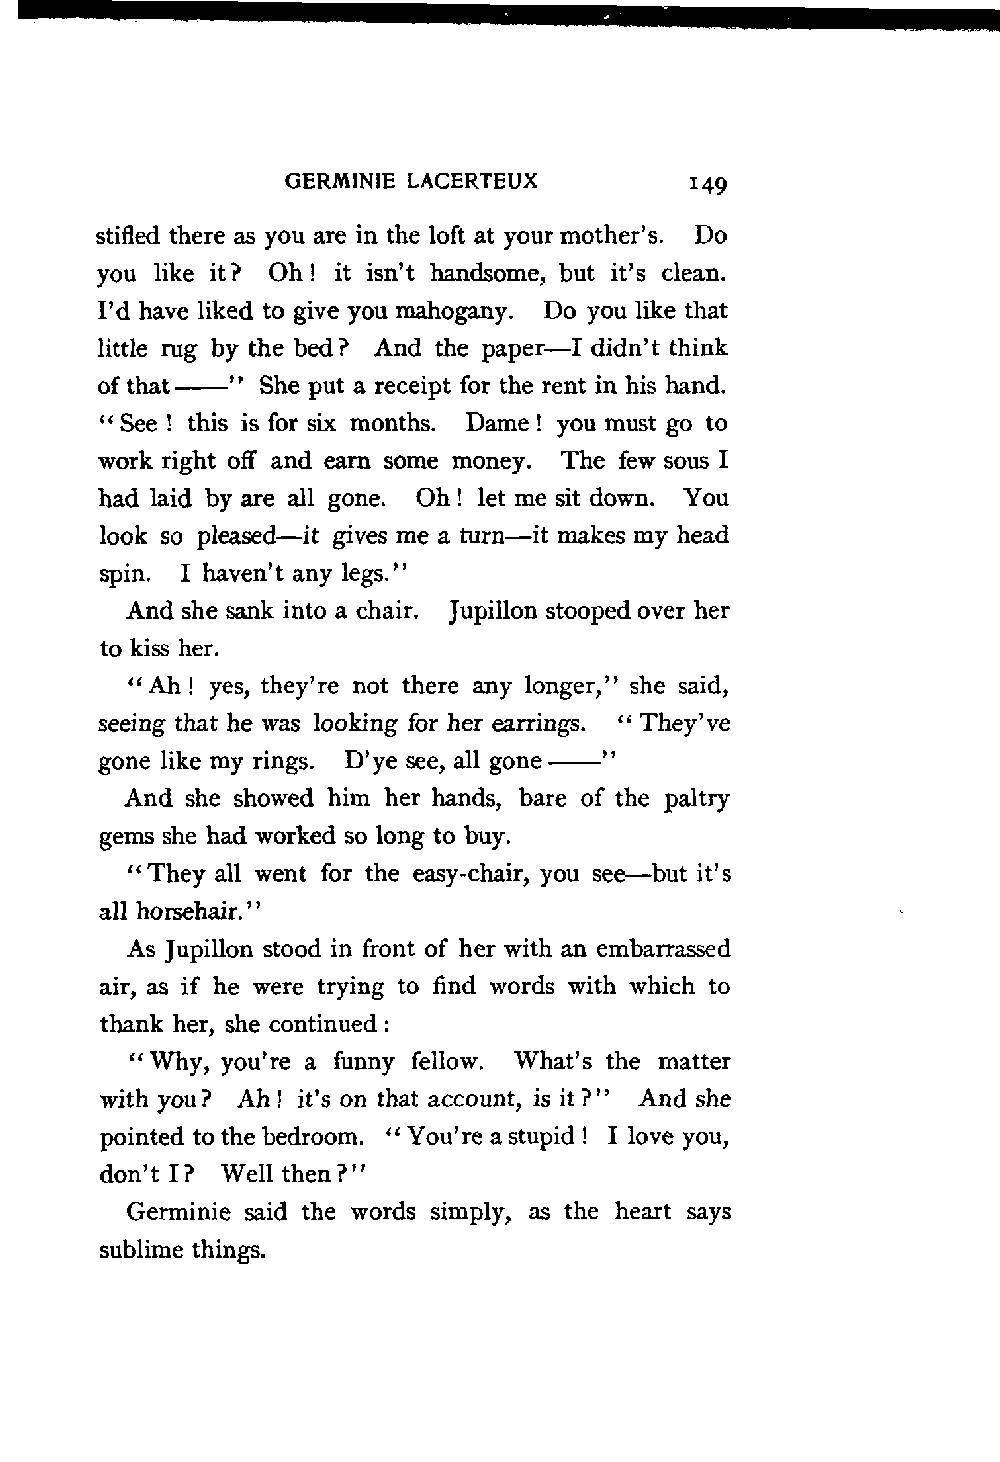 GERMINIE LACERTEUX 149
stifled there as you are in the loft at your mother's. Do
you like it? Oh! it isn't handsome, but it's clean.
I'd have liked to give you mahogany. Do you like that
little rug by the bed? And the paper—I didn't think
of that——" She put a receipt for the rent in his hand.
"See! this is for six months. Dame! you must go to
work right off and earn some money. The few sous I
had laid by are all gone. Oh! let me sit down. You
look so pleased—it gives me a turn—it makes my head
spin. I haven't any legs."
And she sank into a chair. Jupillon stooped over her
to kiss her.
"Ah! yes, they're not there any longer," she said,
seeing that he was looking for her earrings. "They've
gone like my rings. D'ye see, all gone——"
And she showed him her hands, bare of the paltry
gems she had worked so long to buy.
"They all went for the easy-chair, you see—but it's
all horsehair."
As Jupillon stood in front of her with an embarrassed
air, as if he were trying to find words with which to
thank her, she continued:
"Why, you're a funny fellow. What's the matter
with you? Ah! it's on that account, is it?" And she
pointed to the bedroom. "You're a stupid! I love you,
don't I? Well then?"
Germinie said the words simply, as the heart says
sublime things.